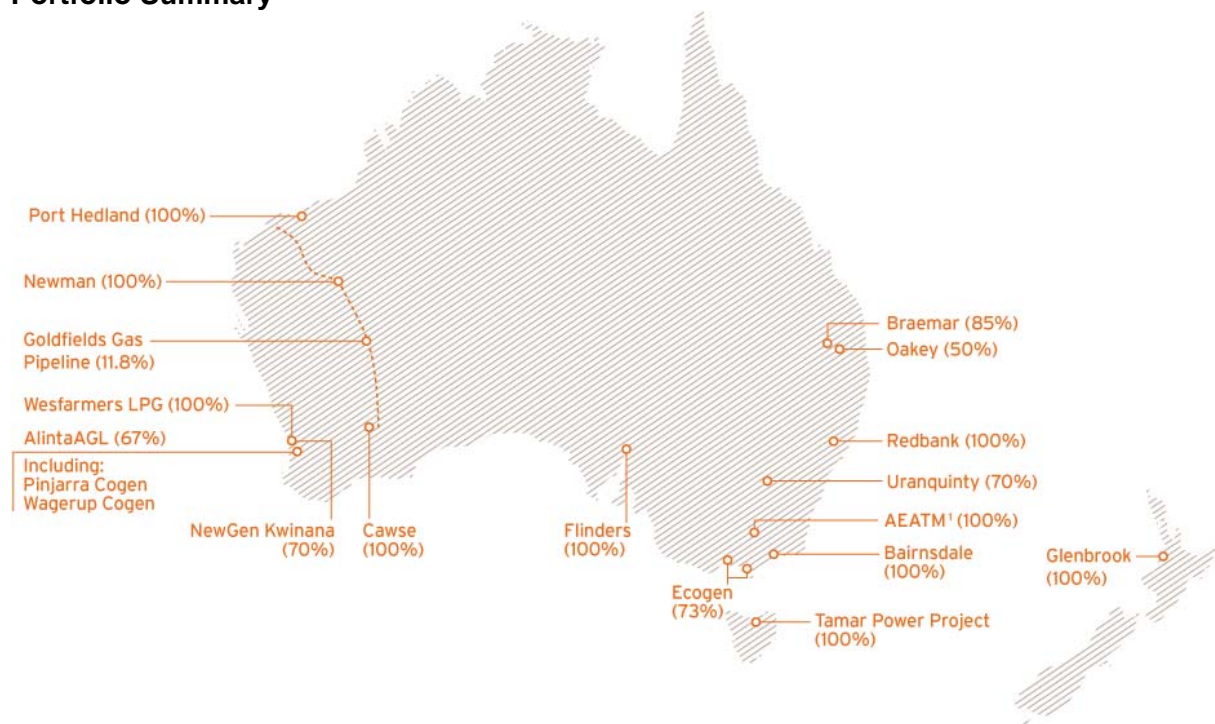 Portfolio Summary
Port Hedland (100%)
Newman (100%)
Goldfields Gas
Pipeline (11.8%)
Wesfarmers LPG (100%)
AlintaAGL (67%)
Including:
Pinjarra Cogen
Wagerup Cogen
NewGen Kwinana
(70%)
Cawse
(100%)
Flinders
(100%)
Braemar (85%)
Oakey (50%)
Redbank (100%)
Uranquinty (70%)
AEATM¹ (100%)
Bairnsdale
(100%)
Ecogen
(73%)
Tamar Power Project
(100%)
Glenbrook
(100%)